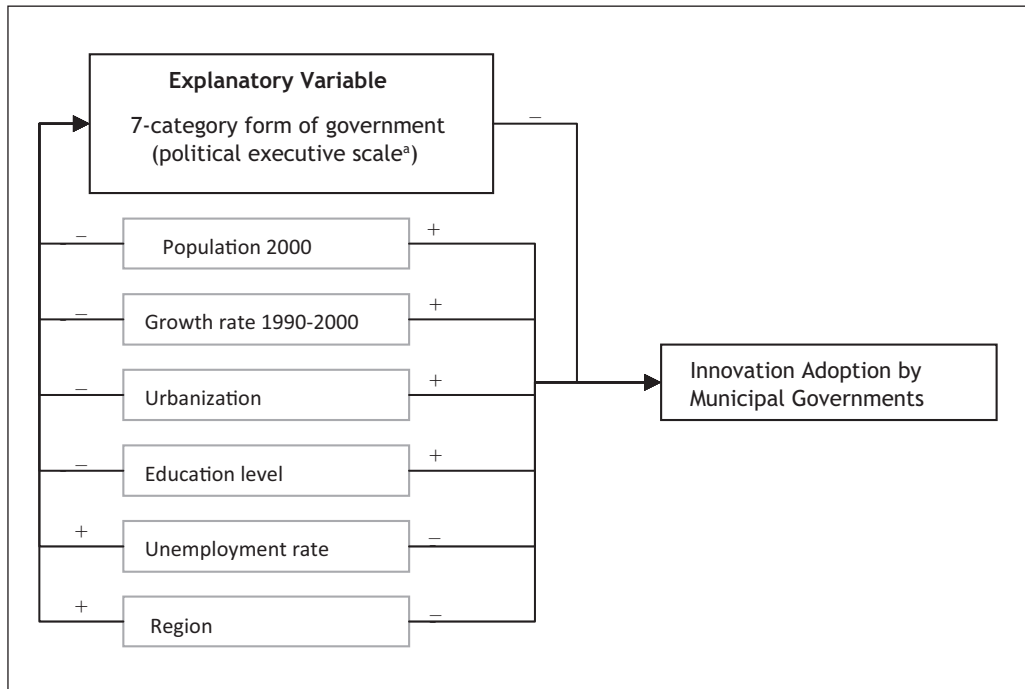 Explanatory Variable
7-category form of government
(political executive scaleᵃ)
–
– Population 2000 +
– Growth rate 1990-2000 +
– Urbanization +
– Education level +
+ Unemployment rate –
+ Region –
Innovation Adoption by
Municipal Governments